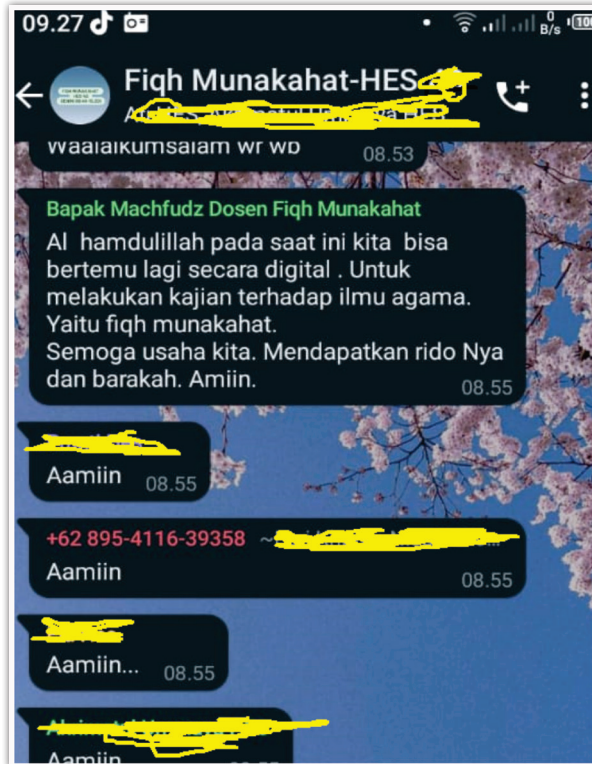 09.27
0
B/s
100
Fiqh Munakahat-HES
Waalaikumsalam wr wb
08.53
Bapak Machfudz Dosen Fiqh Munakahat
Al hamdulillah pada saat ini kita bisa
bertemu lagi secara digital . Untuk
melakukan kajian terhadap ilmu agama.
Yaitu fiqh munakahat.
Semoga usaha kita. Mendapatkan rido Nya
dan barakah. Amiin.
08.55
Aamiin
08.55
+62 895-4116-39358 ~
Aamiin
08.55
Aamiin...
08.55
Aamiin